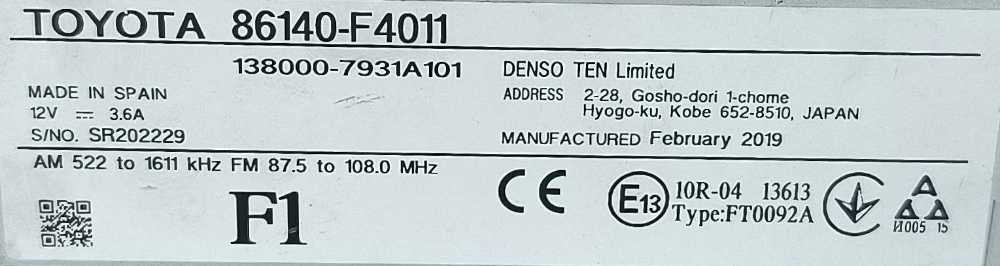 TOYOTA 86140-F4011
138000-7931A101
MADE IN SPAIN
12V ⎓ 3.6A
S/NO. SR202229
DENSO TEN Limited
ADDRESS 2-28, Gosho-dori 1-chome
Hyogo-ku, Kobe 652-8510, JAPAN
MANUFACTURED February 2019
AM 522 to 1611 kHz FM 87.5 to 108.0 MHz
F1
CE
E13
10R-04 13613
Type:FT0092A
И005 15